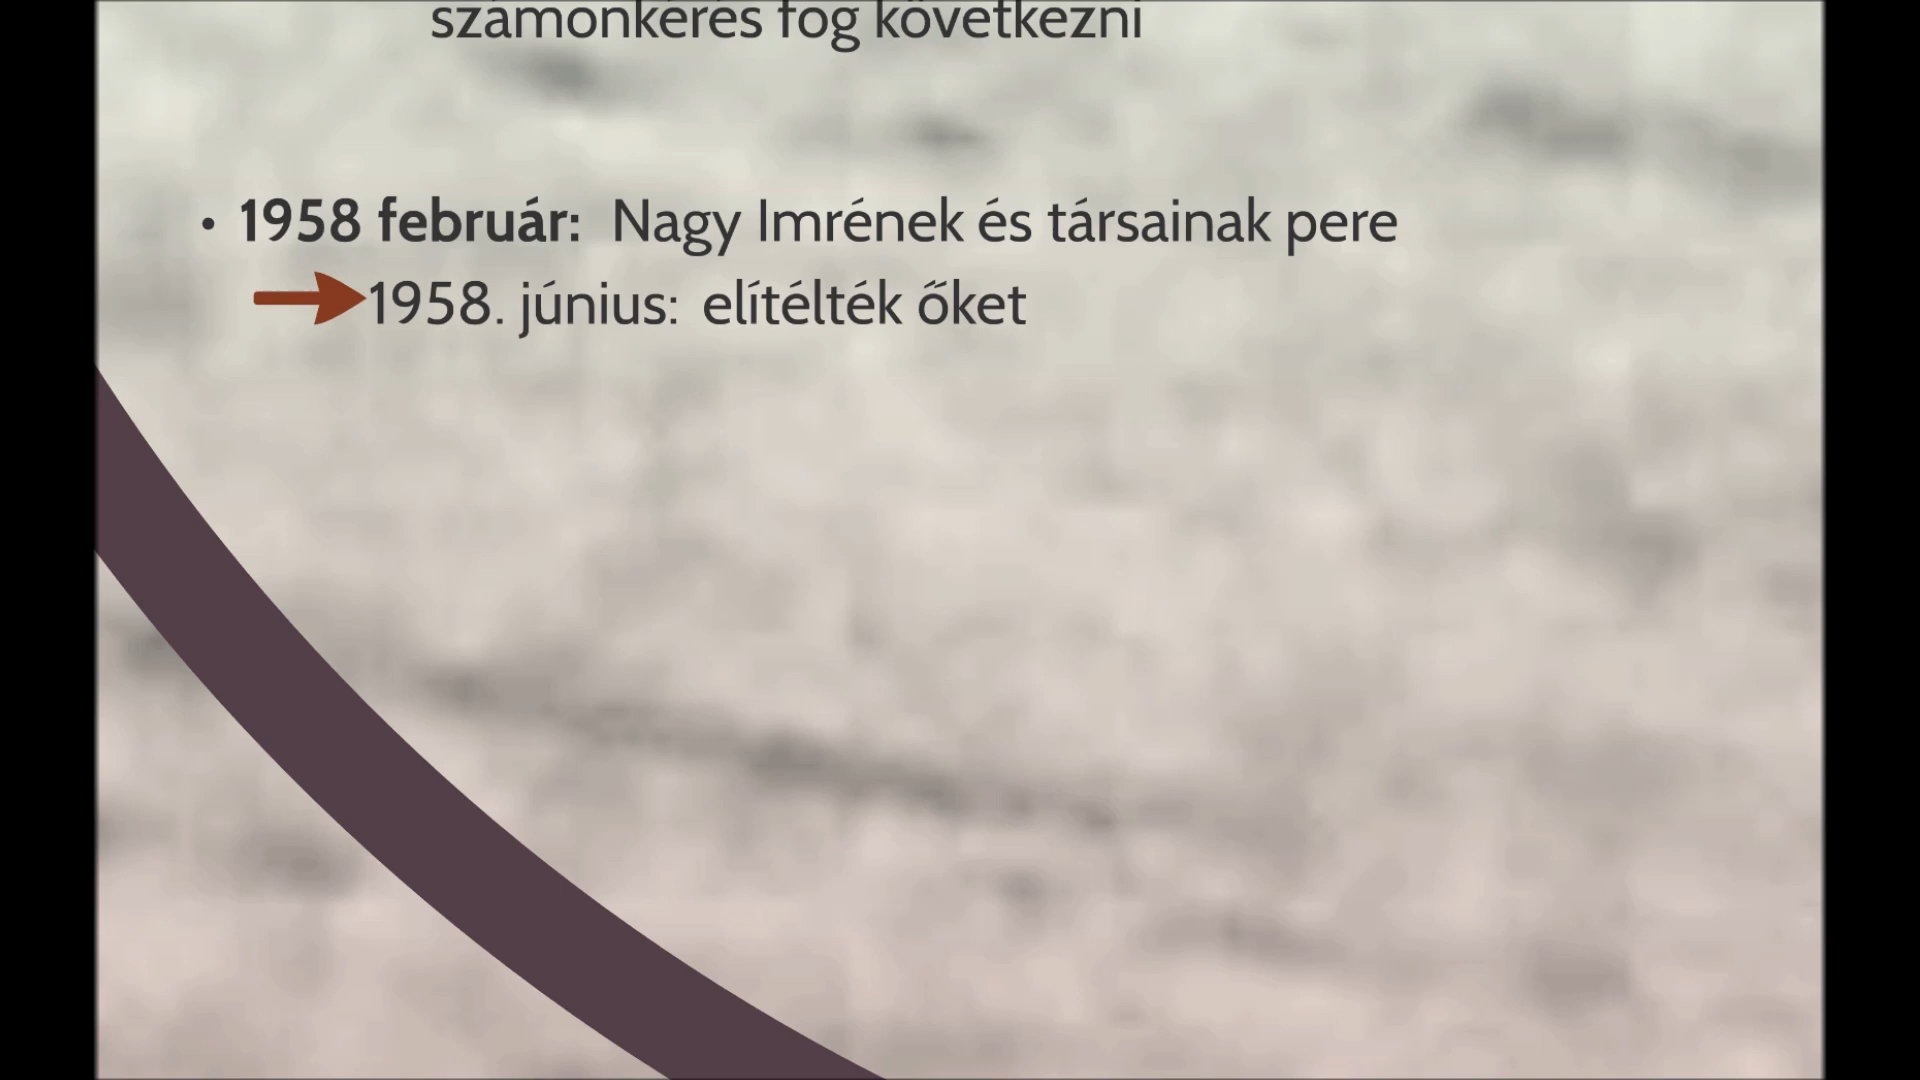 számonkérés fog következni
• 1958 február: Nagy Imrének és társainak pere
1958. június: elítélték őket